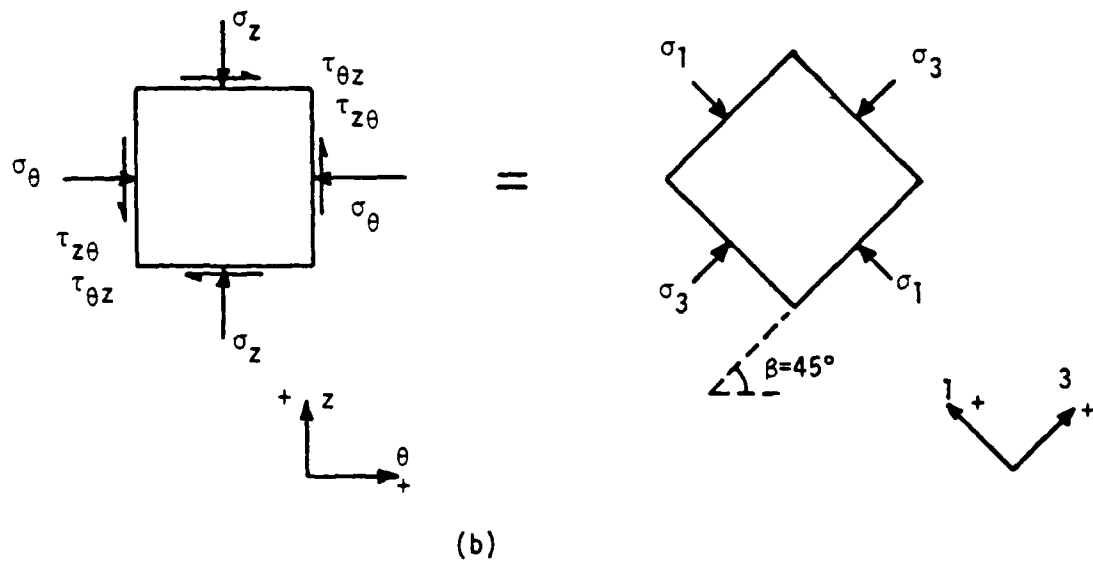 σz
τθz
τzθ
σθ
σθ
τzθ
τθz
σz
+ z
θ
+
=
σ1
σ3
σ3
σ1
β=45°
1
+
3
+
(b)